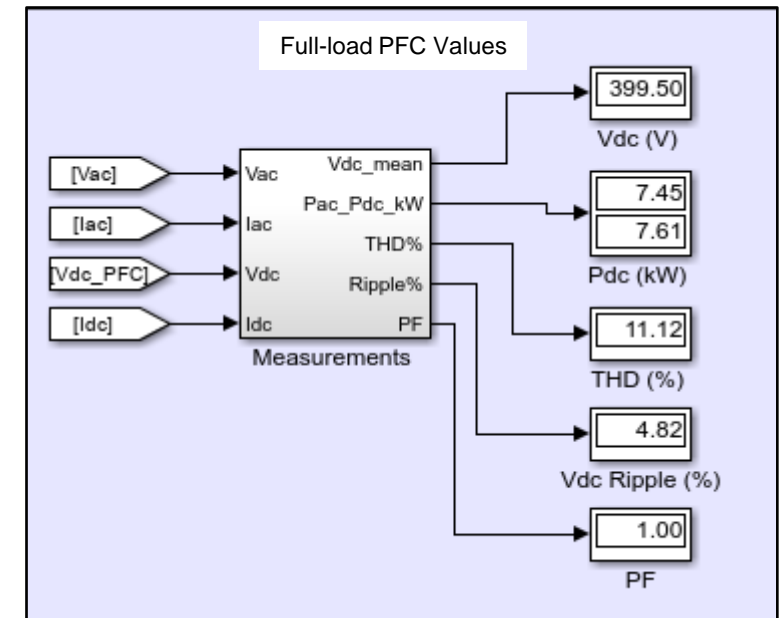 Full-load PFC Values
[Vac]
[Iac]
[Vdc_PFC]
[Idc]
Vac
Iac
Vdc
Idc
Vdc_mean
Pac_Pdc_kW
THD%
Ripple%
PF
Measurements
399.50
Vdc (V)
7.45
7.61
Pdc (kW)
11.12
THD (%)
4.82
Vdc Ripple (%)
1.00
PF